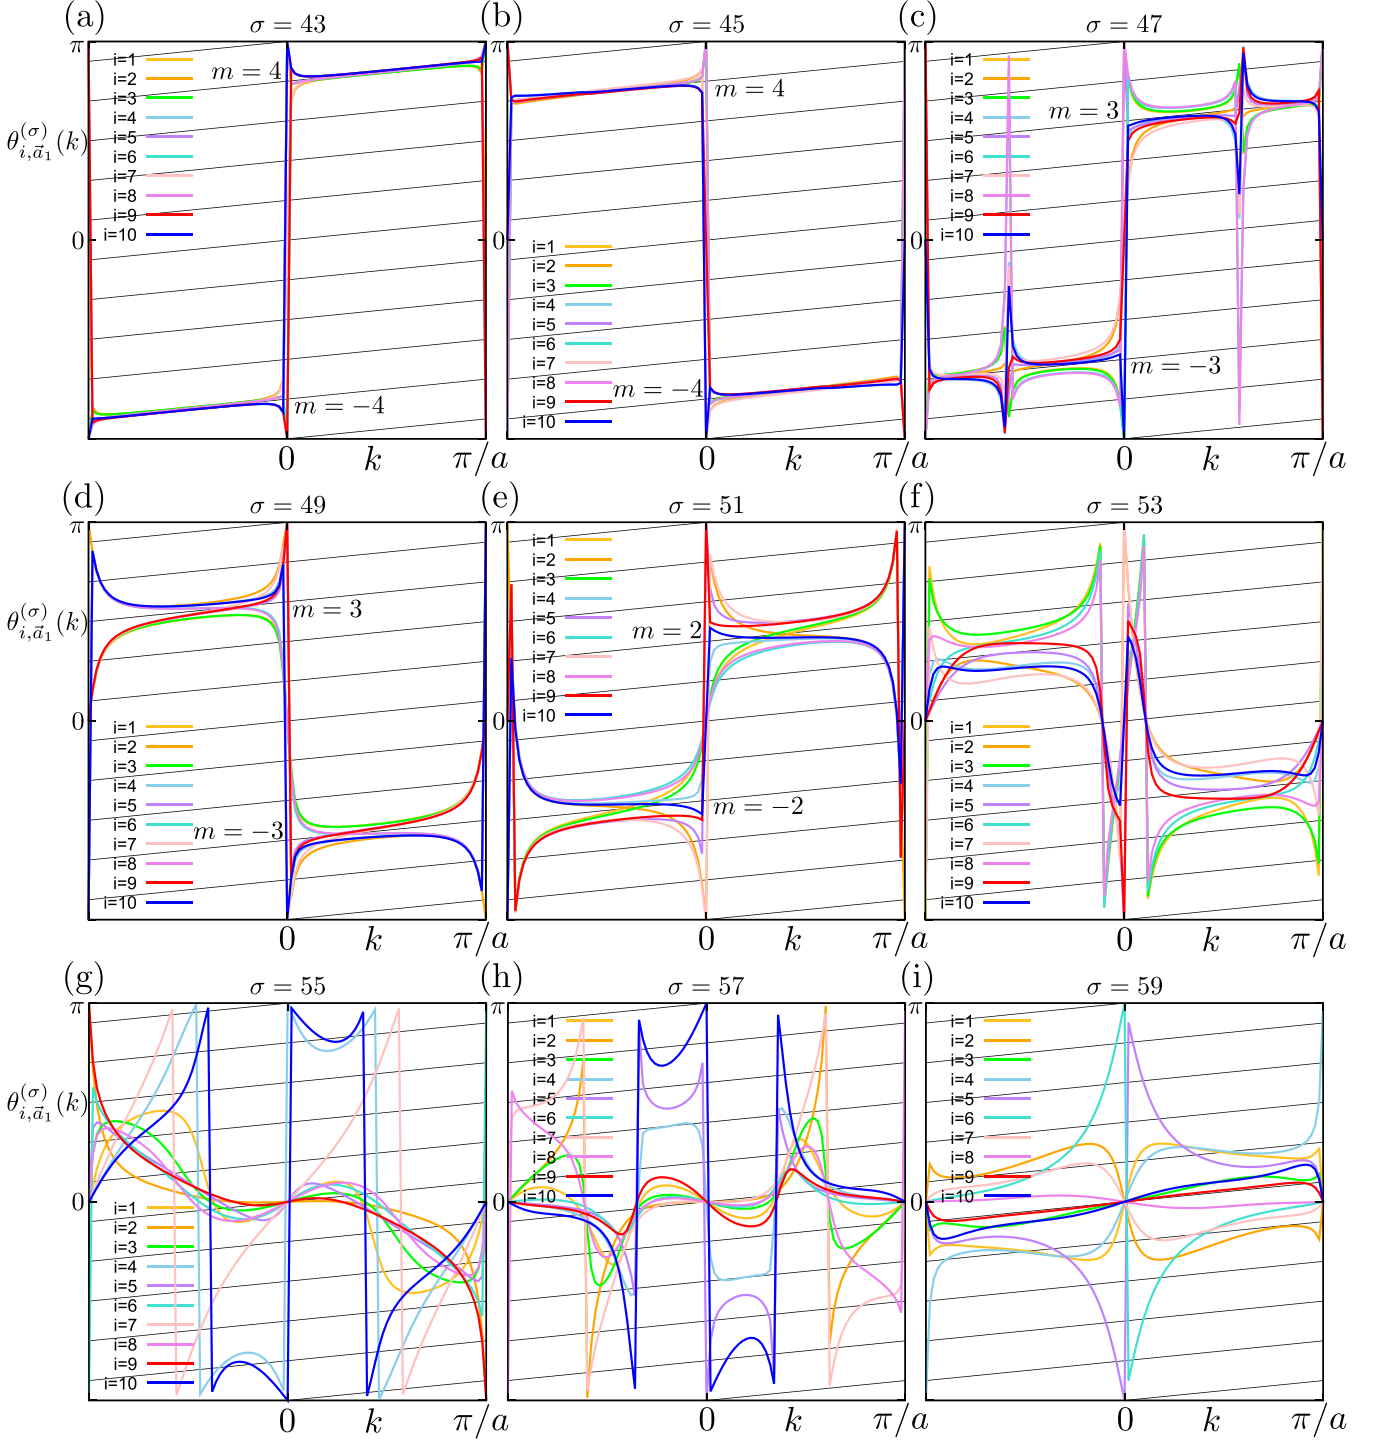 (a) σ = 43
(b) σ = 45
(c) σ = 47
π
i=1
i=2
i=3
i=4
i=5
i=6
i=7
i=8
i=9
i=10
m = 4
θ_{i,\vec{a}_1}^{(σ)}(k)
0
m = −4
0 k π/a
m = 4
0
i=1
i=2
i=3
i=4
i=5
i=6
i=7
i=8
i=9
i=10
m = −4
0 k π/a
π
i=1
i=2
i=3
i=4
i=5
i=6
i=7
i=8
i=9
i=10
m = 3
0
m = −3
0 k π/a
(d) σ = 49
(e) σ = 51
(f) σ = 53
π
θ_{i,\vec{a}_1}^{(σ)}(k)
m = 3
0
i=1
i=2
i=3
i=4
i=5
i=6
i=7
i=8
i=9
i=10
m = −3
0 k π/a
π
i=1
i=2
i=3
i=4
i=5
i=6
i=7
i=8
i=9
i=10
m = 2
0
m = −2
0 k π/a
π
0
i=1
i=2
i=3
i=4
i=5
i=6
i=7
i=8
i=9
i=10
0 k π/a
(g) σ = 55
(h) σ = 57
(i) σ = 59
π
θ_{i,\vec{a}_1}^{(σ)}(k)
0
i=1
i=2
i=3
i=4
i=5
i=6
i=7
i=8
i=9
i=10
0 k π/a
π
i=1
i=2
i=3
i=4
i=5
i=6
i=7
i=8
i=9
i=10
0
0 k π/a
π
i=1
i=2
i=3
i=4
i=5
i=6
i=7
i=8
i=9
i=10
0
0 k π/a